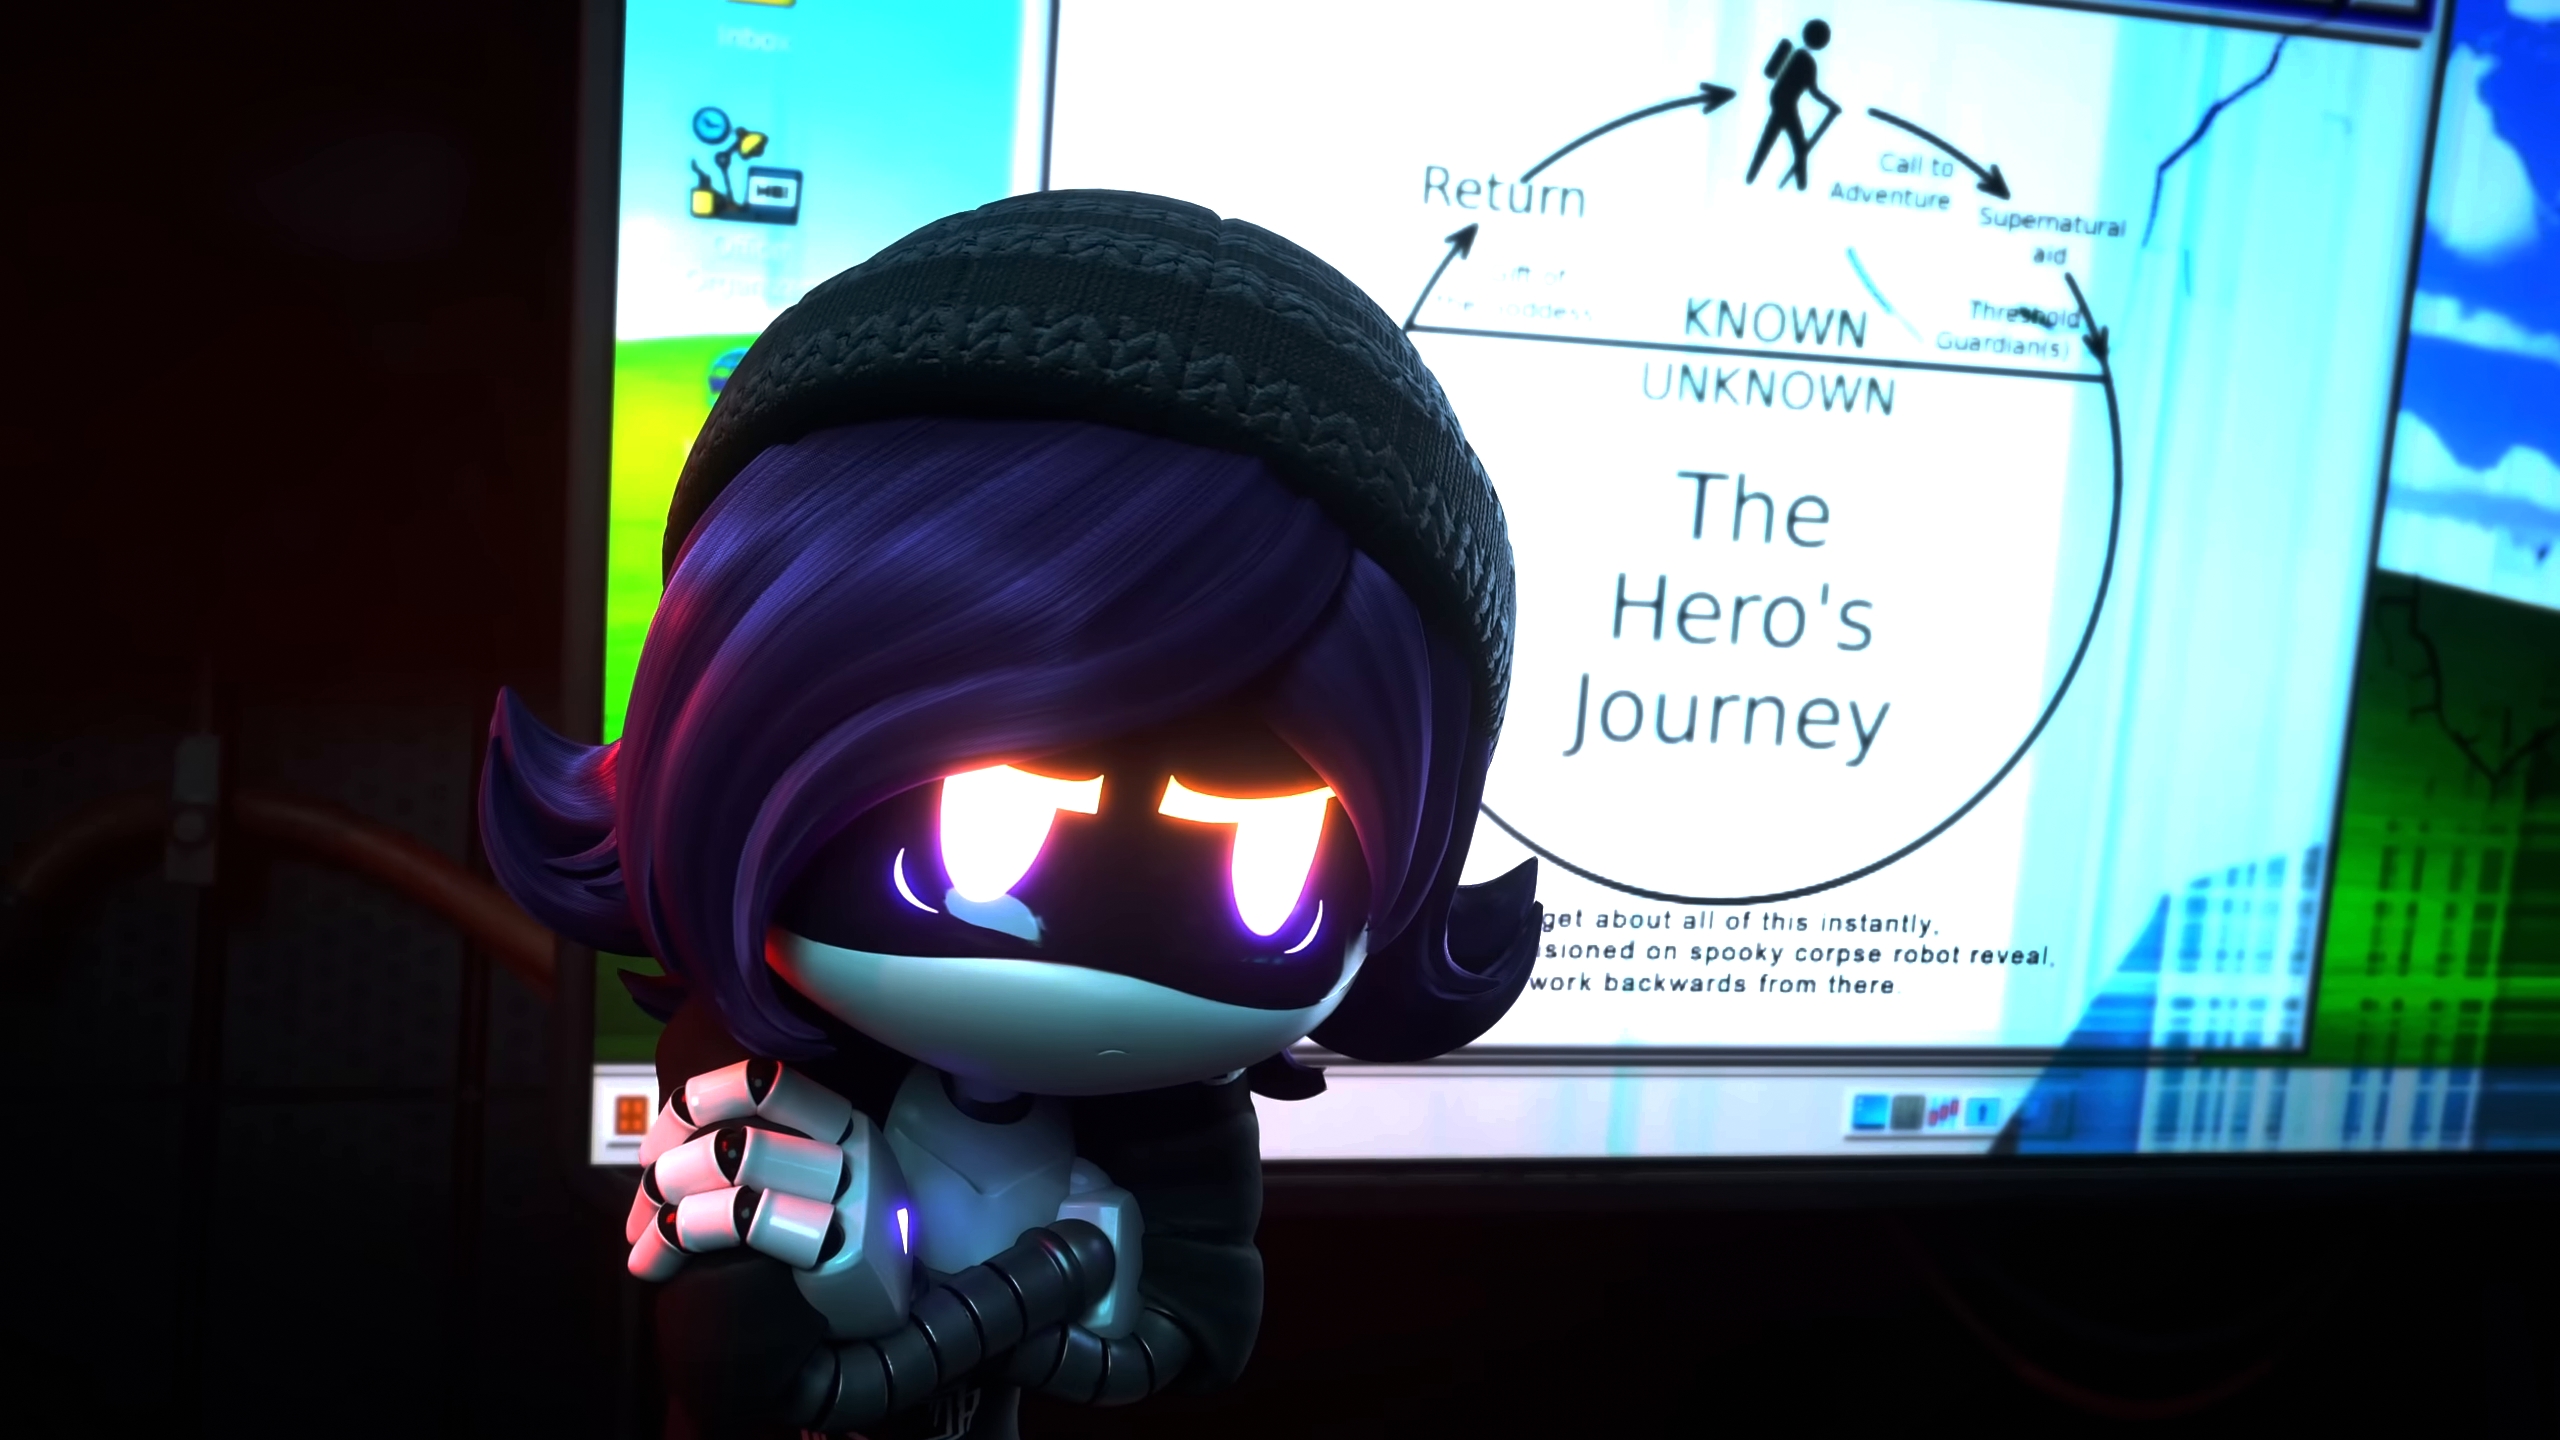 Inbox
Return
Call to
Adventure
Supernatural
aid
Threshold
Guardian(s)
KNOWN
UNKNOWN
The
Hero's
Journey
get about all of this instantly,
sioned on spooky corpse robot reveal,
work backwards from there.